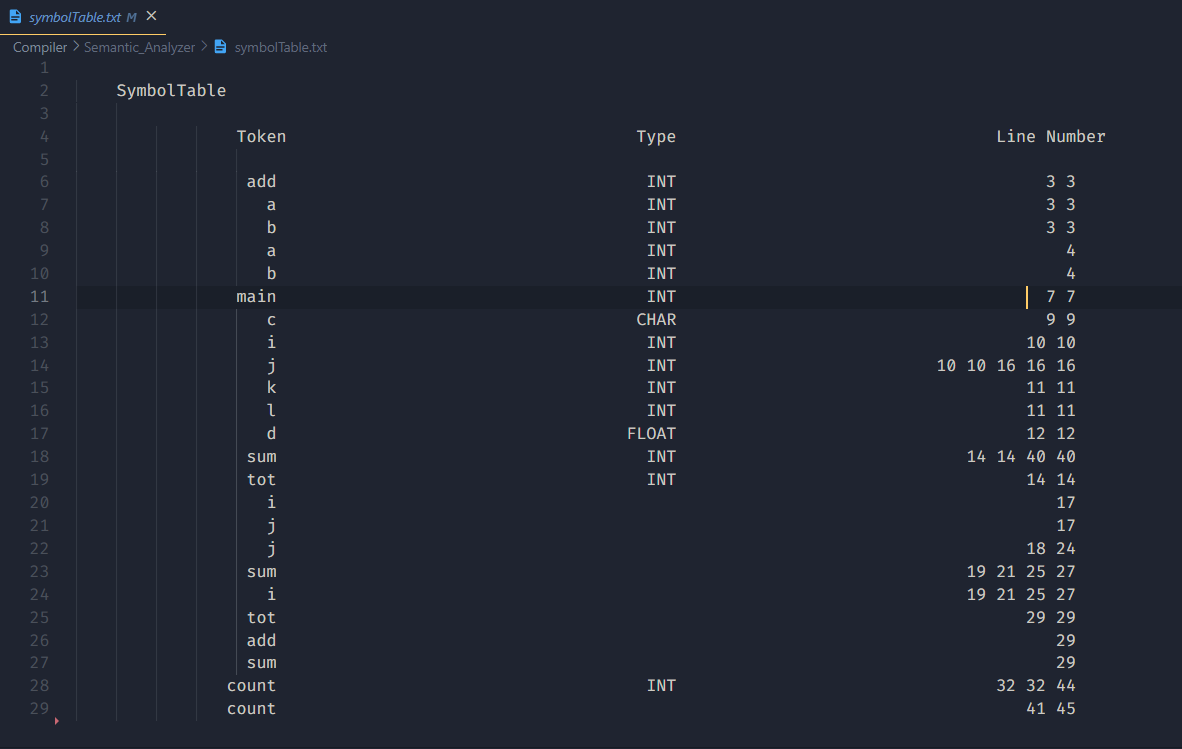 symbolTable.txt M ×
Compiler > Semantic_Analyzer > symbolTable.txt
1
2 SymbolTable
3
4 Token Type Line Number
5
6 add INT 3 3
7 a INT 3 3
8 b INT 3 3
9 a INT 4
10 b INT 4
11 main INT 7 7
12 c CHAR 9 9
13 i INT 10 10
14 j INT 10 10 16 16 16
15 k INT 11 11
16 l INT 11 11
17 d FLOAT 12 12
18 sum INT 14 14 40 40
19 tot INT 14 14
20 i 17
21 j 17
22 j 18 24
23 sum 19 21 25 27
24 i 19 21 25 27
25 tot 29 29
26 add 29
27 sum 29
28 count INT 32 32 44
29 count 41 45